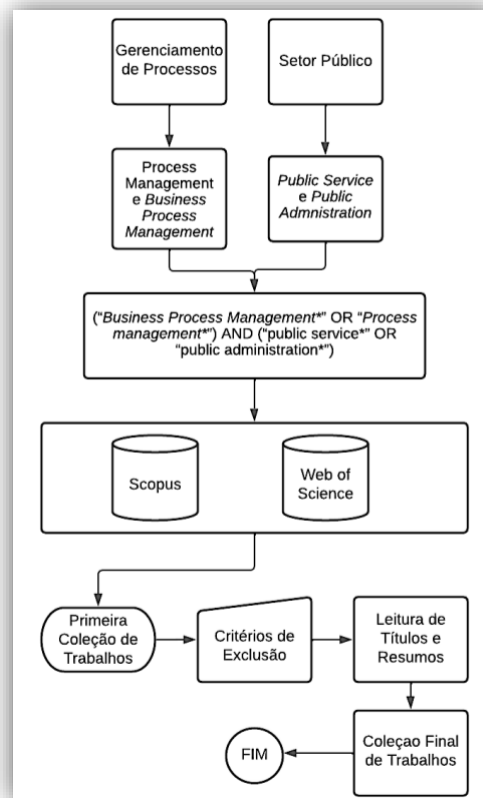 Gerenciamento
de Processos
Setor Público
Process
Management
e Business
Process
Management
Public Service
e Public
Admnistration
("Business Process Management*" OR "Process
management*") AND ("public service*" OR
"public administration*")
Scopus
Web of
Science
Primeira
Coleção de
Trabalhos
Critérios de
Exclusão
Leitura de
Títulos e
Resumos
Coleçao Final
de Trabalhos
FIM